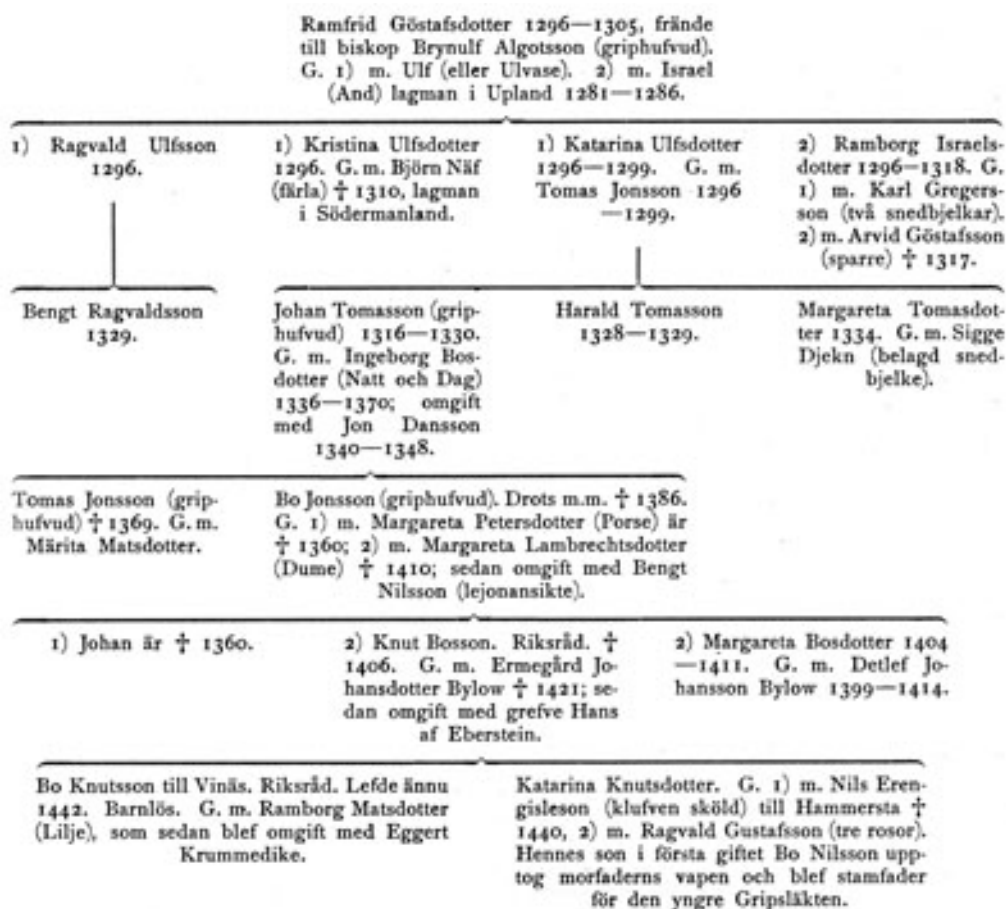 Ramfrid Göstafsdotter 1296—1305, frände
till biskop Brynulf Algotsson (griphufvud).
G. 1) m. Ulf (eller Ulvase). 2) m. Israel
(And) lagman i Upland 1281—1286.
1) Ragvald Ulfsson
1296.
1) Kristina Ulfsdotter
1296. G. m. Björn Näf
(färla) † 1310, lagman
i Södermanland.
1) Katarina Ulfsdotter
1296—1299. G. m.
Tomas Jonsson 1296
—1299.
2) Ramborg Israels-
dotter 1296—1318. G.
1) m. Karl Gregers-
son (två snedbjelkar).
2) m. Arvid Göstafsson
(sparre) † 1317.
Bengt Ragvaldsson
1329.
Johan Tomasson (grip-
hufvud) 1316—1330.
G. m. Ingeborg Bos-
dotter (Natt och Dag)
1336—1370; omgift
med Jon Dansson
1340—1348.
Harald Tomasson
1328—1329.
Margareta Tomasdot-
ter 1334. G. m. Sigge
Djekn (belagd sned-
bjelke).
Tomas Jonsson (grip-
hufvud) † 1369. G. m.
Märita Matsdotter.
Bo Jonsson (griphufvud). Drots m.m. † 1386.
G. 1) m. Margareta Petersdotter (Porse) är
† 1360; 2) m. Margareta Lambrechtsdotter
(Dume) † 1410; sedan omgift med Bengt
Nilsson (lejonansikte).
1) Johan är † 1360.
2) Knut Bosson. Riksråd. †
1406. G. m. Ermegård Jo-
hansdotter Bylow † 1421; se-
dan omgift med grefve Hans
af Eberstein.
2) Margareta Bosdotter 1404
—1411. G. m. Detlef Jo-
hansson Bylow 1399—1414.
Bo Knutsson till Vinäs. Riksråd. Lefde ännu
1442. Barnlös. G. m. Ramborg Matsdotter
(Lilje), som sedan blef omgift med Eggert
Krummedike.
Katarina Knutsdotter. G. 1) m. Nils Eren-
gisleson (klufven sköld) till Hammersta †
1440, 2) m. Ragvald Gustafsson (tre rosor).
Hennes son i första giftet Bo Nilsson upp-
tog morfaderns vapen och blef stamfader
för den yngre Gripsläkten.